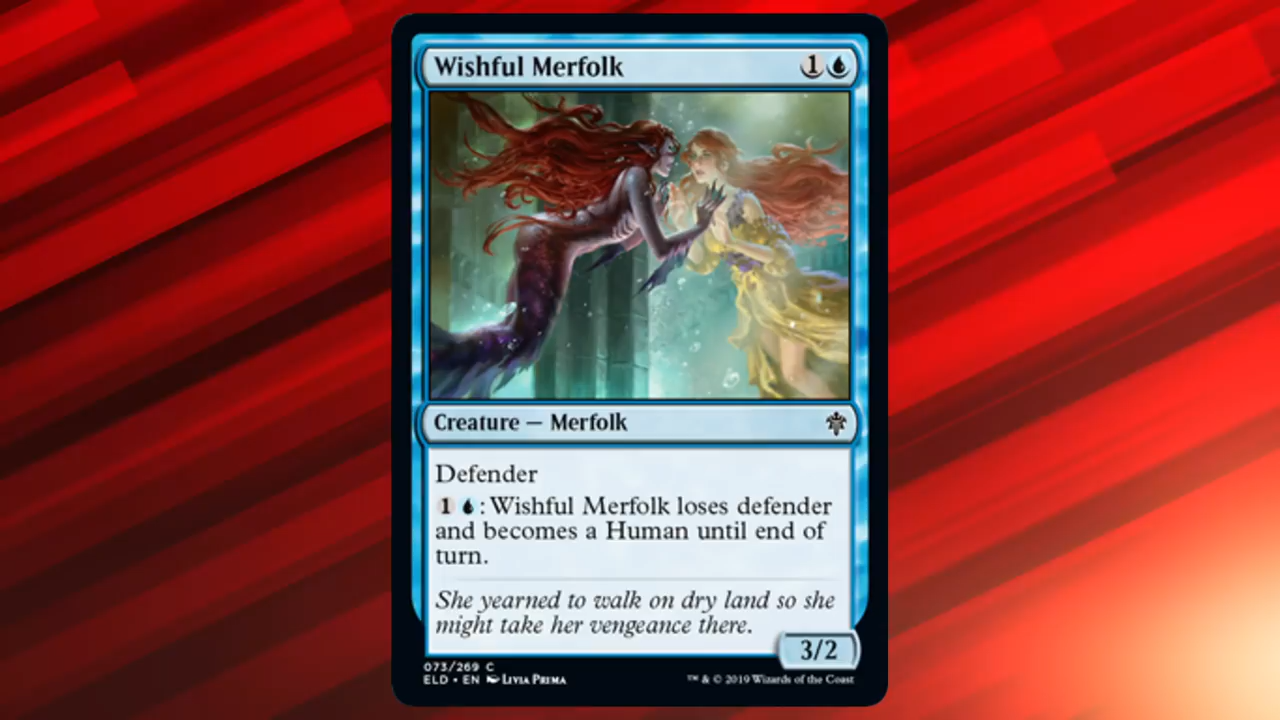 Wishful Merfolk 1
Creature — Merfolk
Defender
1 : Wishful Merfolk loses defender
and becomes a Human until end of
turn.
She yearned to walk on dry land so she
might take her vengeance there.
3/2
073/269 C
ELD • EN LIVIA PRIMA
™ & © 2019 Wizards of the Coast